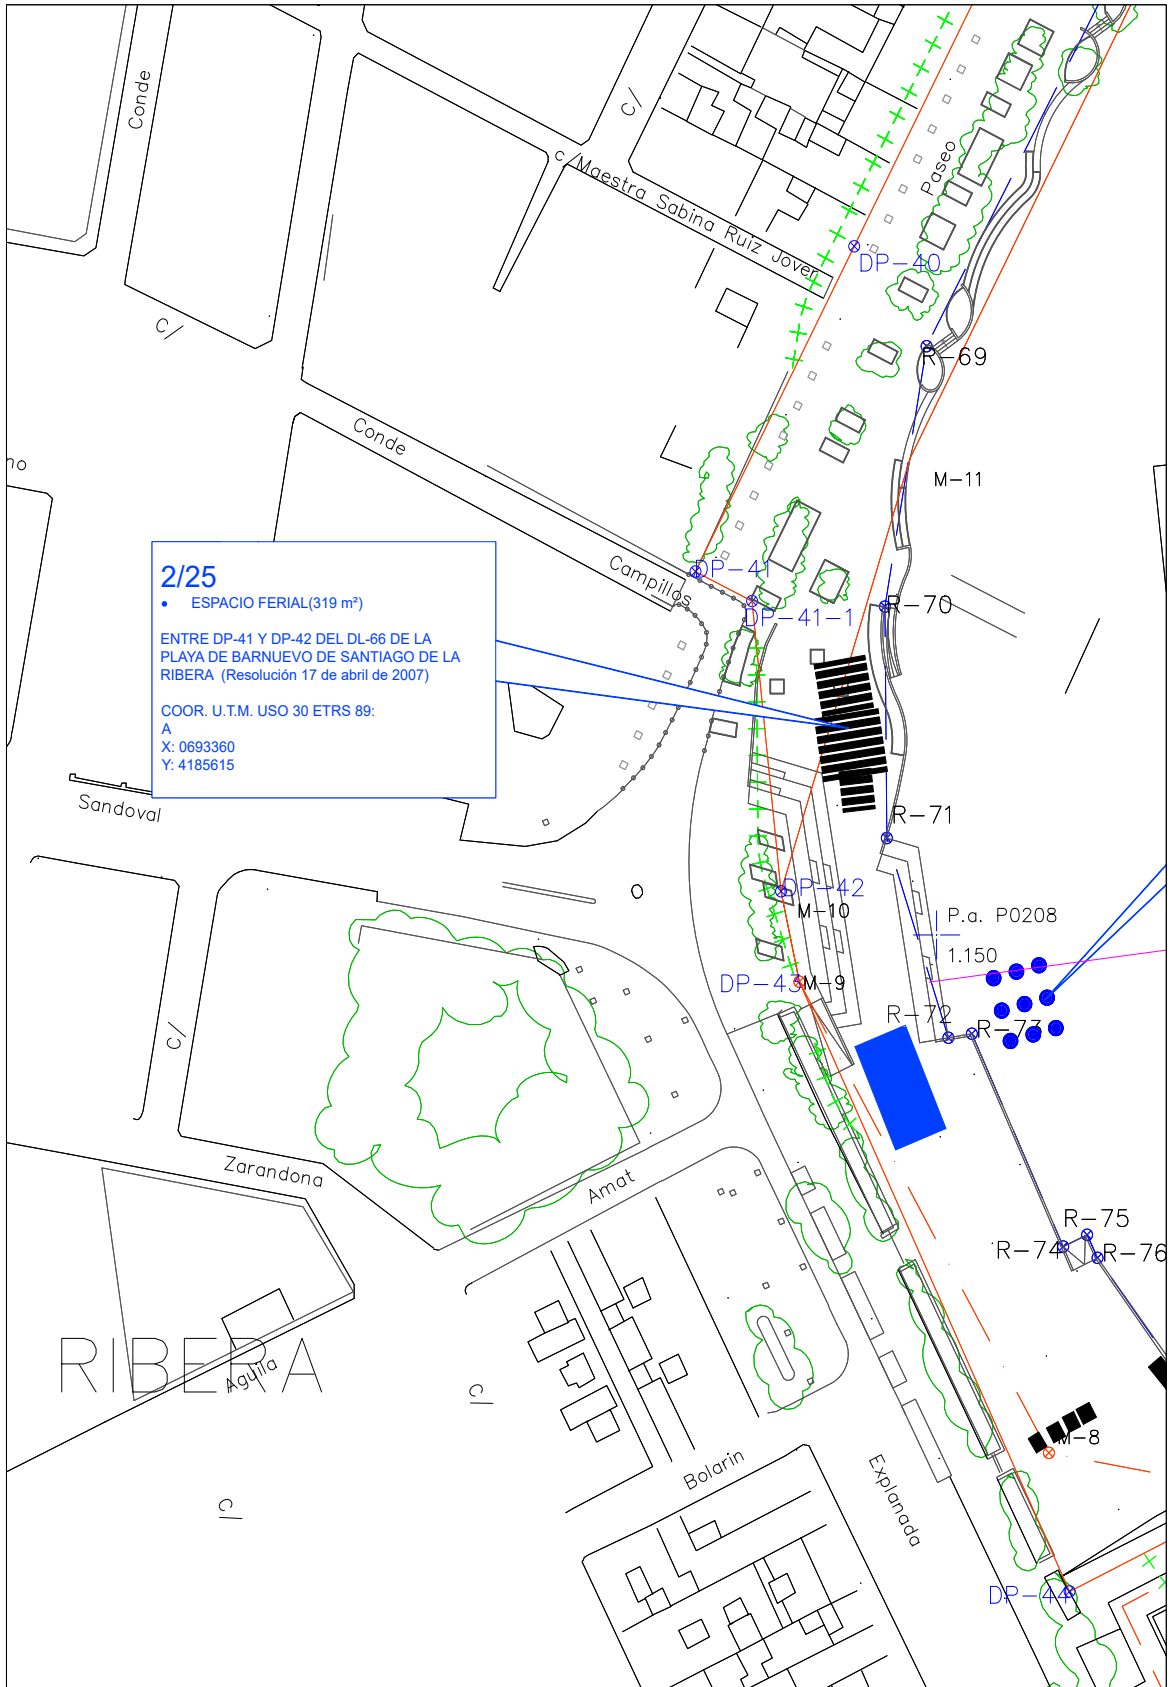 Conde
C/
c/Maestra Sabina Ruiz Jover
Paseo
DP-40
C/
R-69
Conde
no
M-11
Campillos
DP-41
DP-41-1
R-70
2/25
• ESPACIO FERIAL(319 m²)
ENTRE DP-41 Y DP-42 DEL DL-66 DE LA
PLAYA DE BARNUEVO DE SANTIAGO DE LA
RIBERA (Resolución 17 de abril de 2007)
COOR. U.T.M. USO 30 ETRS 89:
A
X: 0693360
Y: 4185615
Sandoval
R-71
DP-42
M-10
P.a. P0208
1.150
DP-43
M-9
R-72
R-73
C/
Zarandona
Amat
R-75
R-74
R-76
RIBERA
Aguila
C/
M-8
Bolarin
Explanada
C/
DP-44